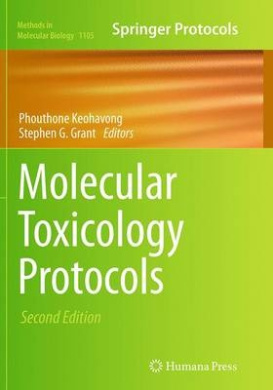 Methods in
Molecular Biology 1105
Springer Protocols
Phouthone Keohavong
Stephen G. Grant Editors
Molecular
Toxicology
Protocols
Second Edition
Humana Press